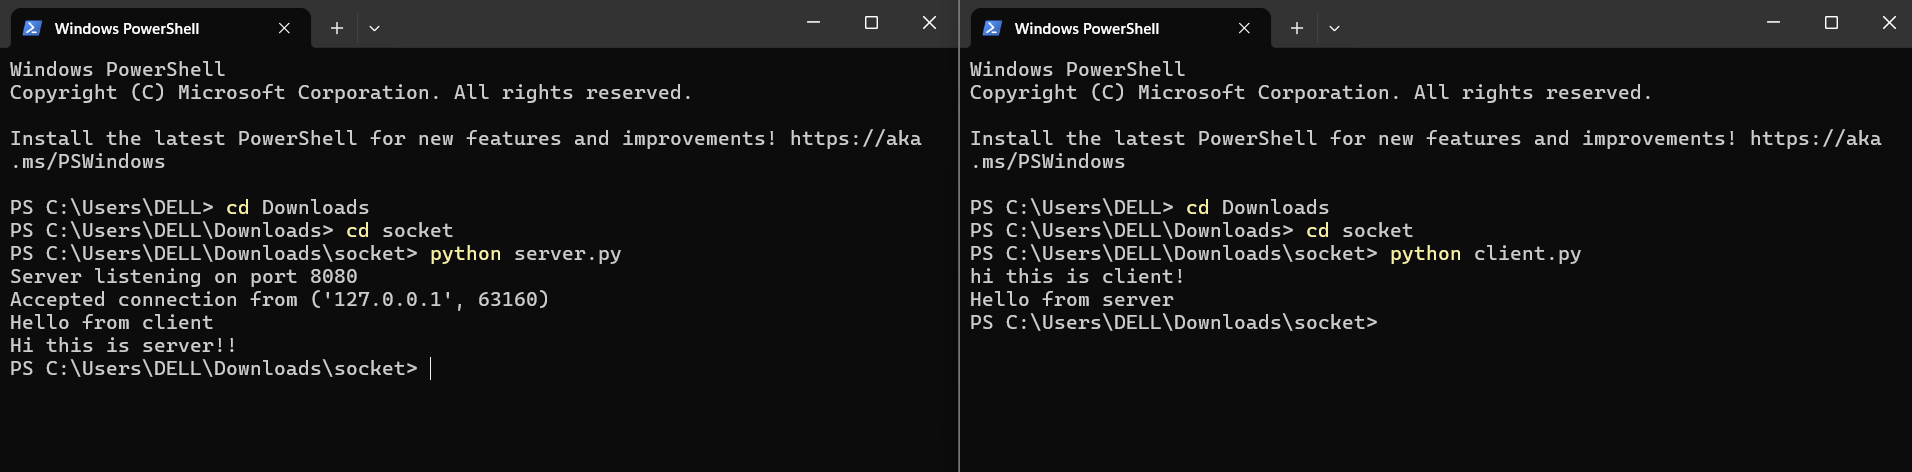 Windows PowerShell
Windows PowerShell
Copyright (C) Microsoft Corporation. All rights reserved.
Install the latest PowerShell for new features and improvements! https://aka
.ms/PSWindows
PS C:\Users\DELL> cd Downloads
PS C:\Users\DELL\Downloads> cd socket
PS C:\Users\DELL\Downloads\socket> python server.py
Server listening on port 8080
Accepted connection from ('127.0.0.1', 63160)
Hello from client
Hi this is server!!
PS C:\Users\DELL\Downloads\socket>
Windows PowerShell
Windows PowerShell
Copyright (C) Microsoft Corporation. All rights reserved.
Install the latest PowerShell for new features and improvements! https://aka
.ms/PSWindows
PS C:\Users\DELL> cd Downloads
PS C:\Users\DELL\Downloads> cd socket
PS C:\Users\DELL\Downloads\socket> python client.py
hi this is client!
Hello from server
PS C:\Users\DELL\Downloads\socket>